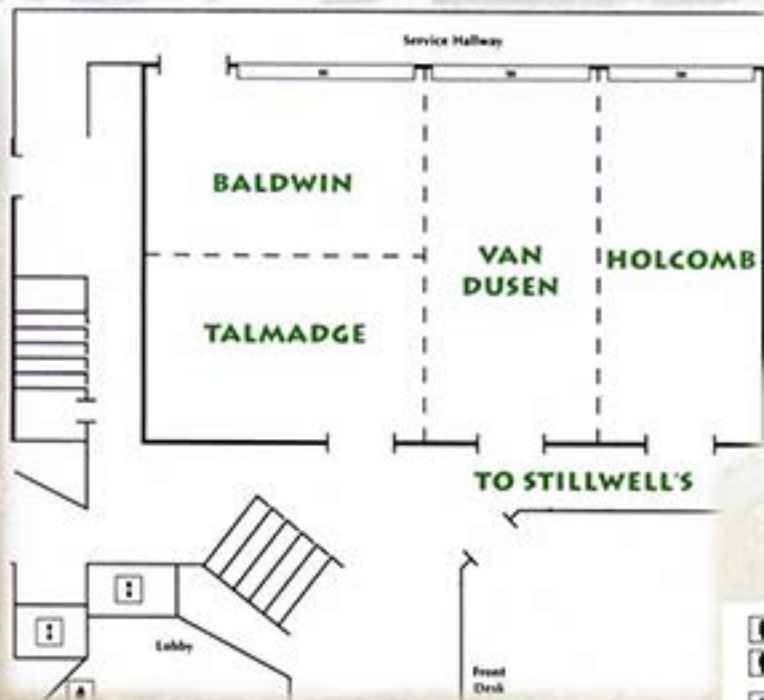 Service Hallway
BALDWIN
VAN
DUSEN
HOLCOMB
TALMADGE
TO STILLWELL'S
Lobby
Front
Desk